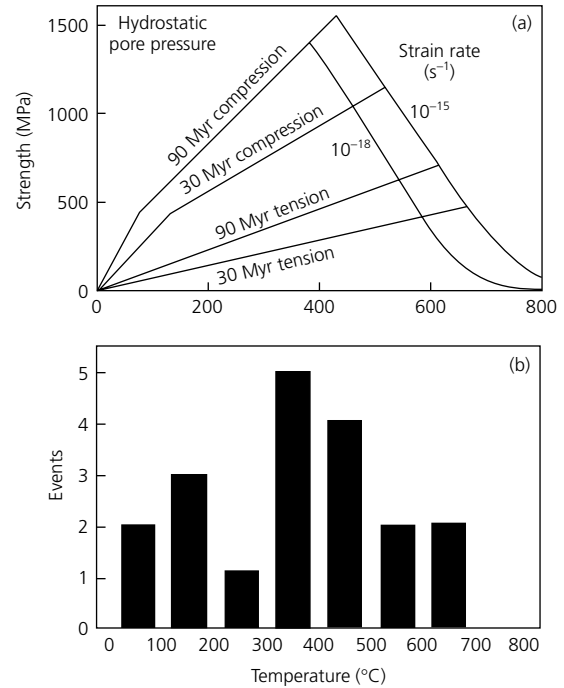 Hydrostatic
pore pressure
(a)
Strain rate
(s⁻¹)
10⁻¹⁵
10⁻¹⁸
90 Myr compression
30 Myr compression
90 Myr tension
30 Myr tension
Strength (MPa)
1500
1000
500
0
0 200 400 600 800
(b)
Events
5
4
3
2
1
0
0 100 200 300 400 500 600 700 800
Temperature (°C)